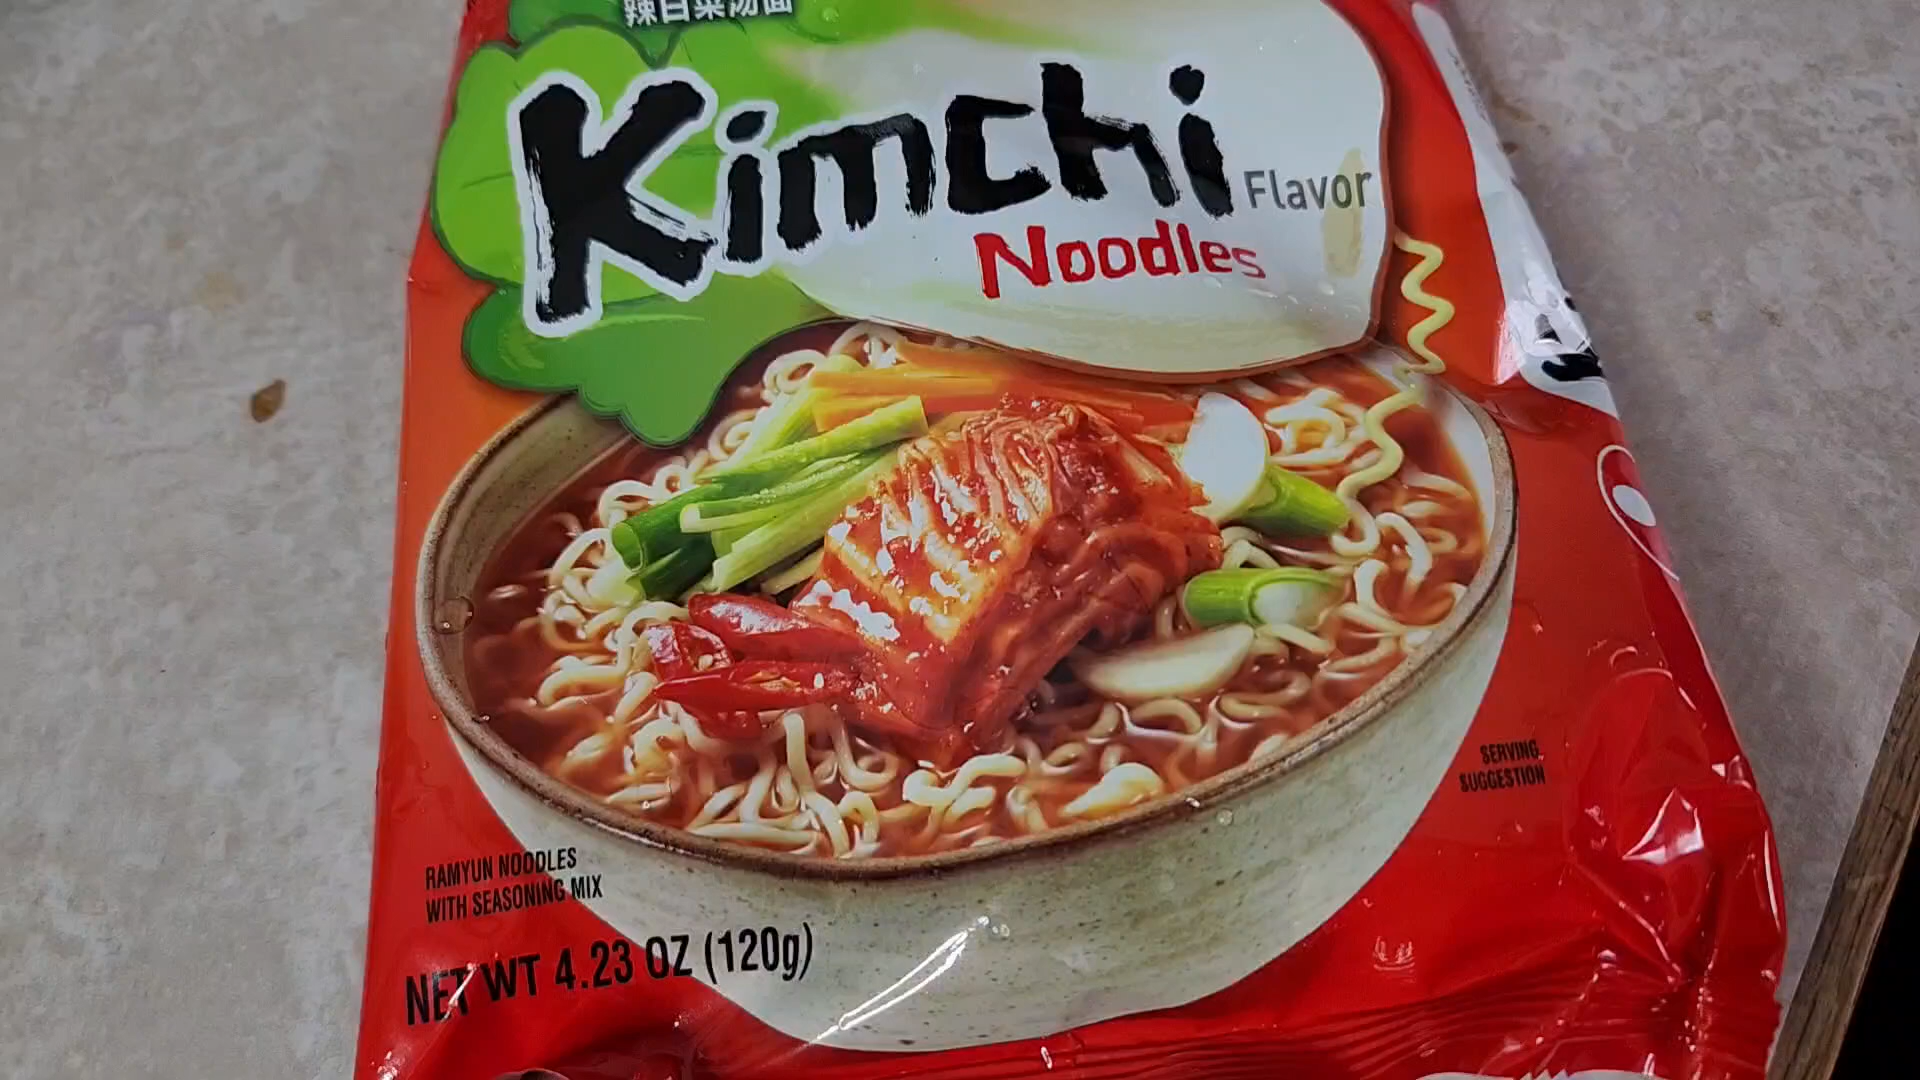 辣白菜汤面
Kimchi
Flavor
Noodles
SERVING
SUGGESTION
RAMYUN NOODLES
WITH SEASONING MIX
NET WT 4.23 OZ (120g)